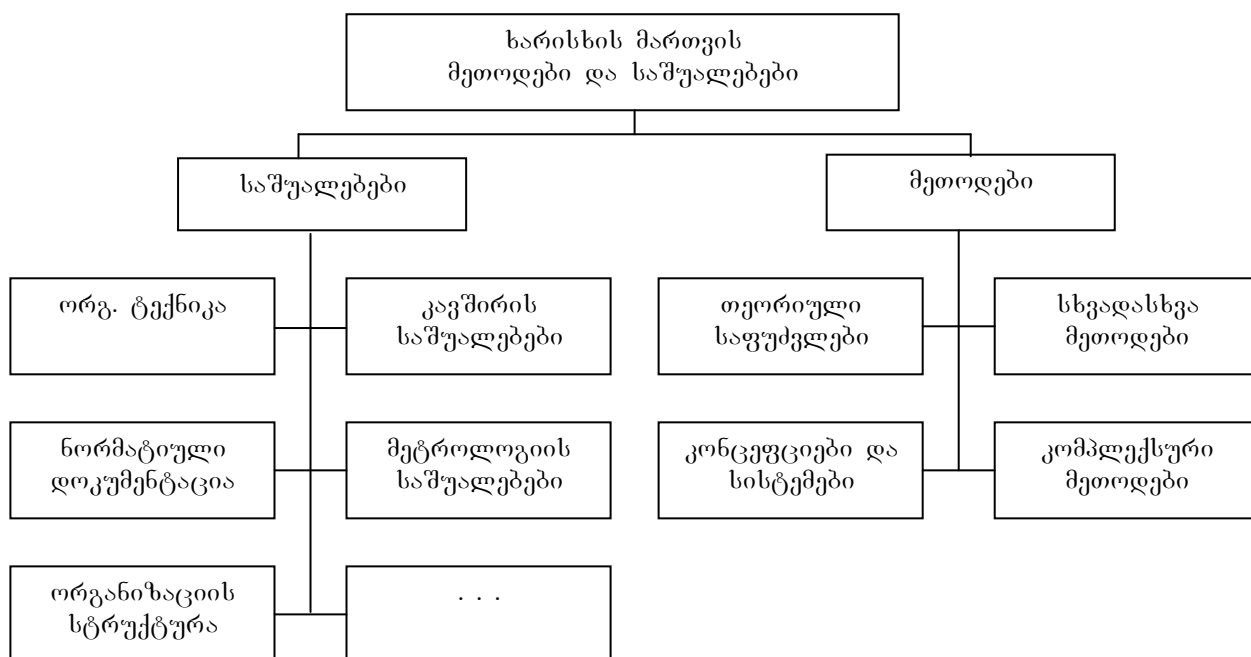 ხარისხის მართვის
მეთოდები და საშუალებები
საშუალებები
მეთოდები
ორგ. ტექნიკა
კავშირის
საშუალებები
თეორიული
საფუძვლები
სხვადასხვა
მეთოდები
ნორმატიული
დოკუმენტაცია
მეტროლოგიის
საშუალებები
კონცეფციები და
სისტემები
კომპლექსური
მეთოდები
ორგანიზაციის
სტრუქტურა
. . .